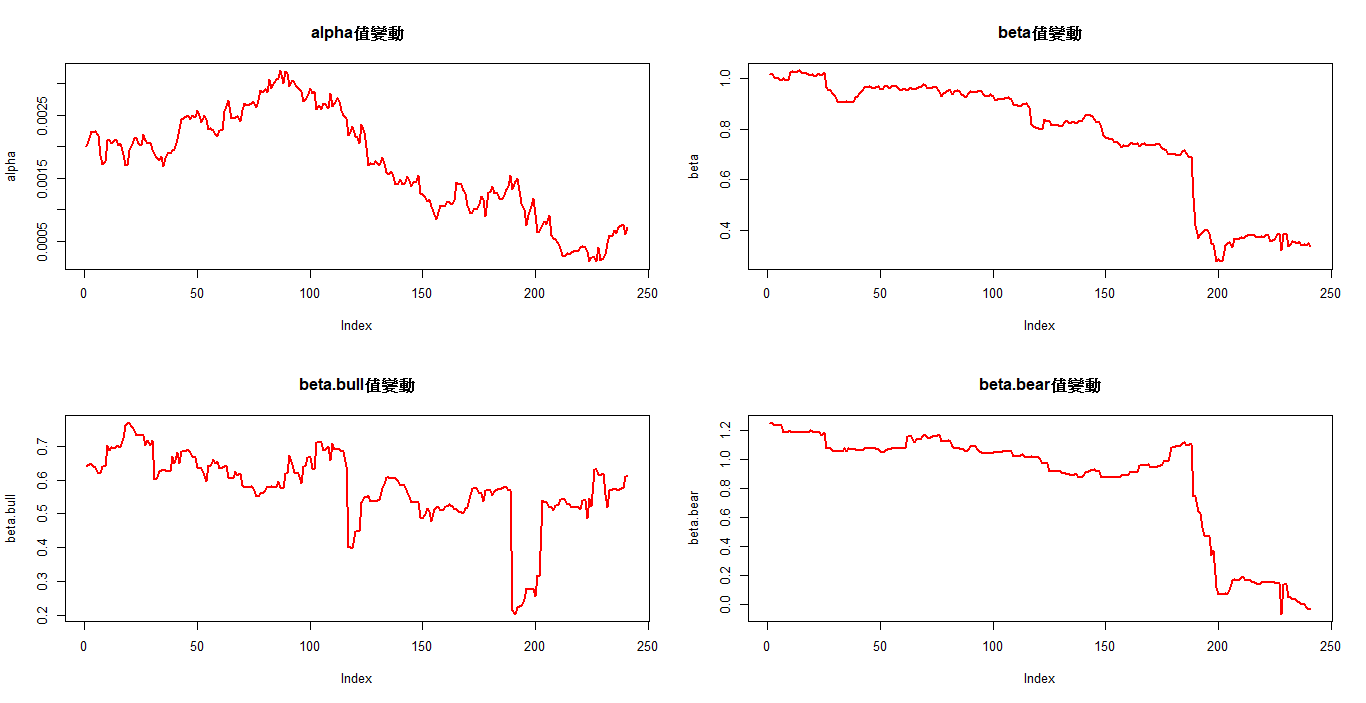 alpha值變動
alpha
0.0005 0.0015 0.0025
0 50 100 150 200 250
Index
beta值變動
beta
0.4 0.6 0.8 1.0
0 50 100 150 200 250
Index
beta.bull值變動
beta.bull
0.2 0.3 0.4 0.5 0.6 0.7
0 50 100 150 200 250
Index
beta.bear值變動
beta.bear
0.0 0.2 0.4 0.6 0.8 1.0 1.2
0 50 100 150 200 250
Index